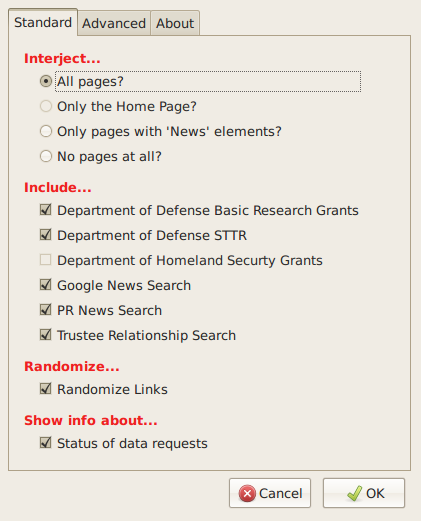 Standard Advanced About
Interject...
All pages?
Only the Home Page?
Only pages with 'News' elements?
No pages at all?
Include...
Department of Defense Basic Research Grants
Department of Defense STTR
Department of Homeland Securty Grants
Google News Search
PR News Search
Trustee Relationship Search
Randomize...
Randomize Links
Show info about...
Status of data requests
Cancel OK